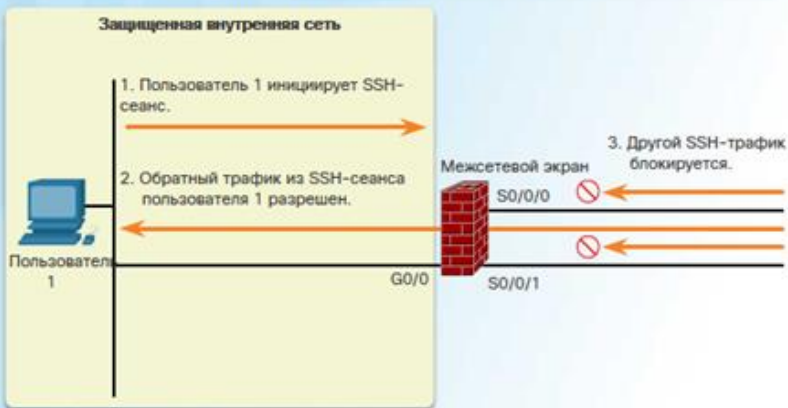 Защищенная внутренняя сеть
1. Пользователь 1 инициирует SSH-
сеанс.
3. Другой SSH-трафик
блокируется.
Межсетевой экран
2. Обратный трафик из SSH-сеанса
пользователя 1 разрешен.
S0/0/0
Пользователь
1
G0/0
S0/0/1